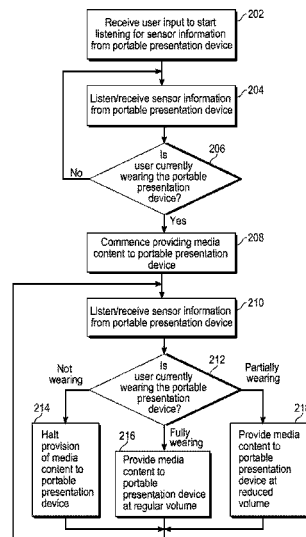 202
Receive user input to start
listening for sensor information
from portable presentation device
204
Listen/receive sensor information
from portable presentation device
206
Is
user currently
wearing the portable
presentation
device?
No
Yes
208
Commence providing media
content to portable presentation
device
210
Listen/receive sensor information
from portable presentation device
212
Is
user currently
wearing the portable
presentation
device?
Not
wearing
Partially
wearing
Fully
wearing
214
Halt
provision
of media
content to
portable
presentation
device
216
Provide media
content to
portable
presentation
device at
regular volume
218
Provide media
content to
portable
presentation
device at
reduced
volume